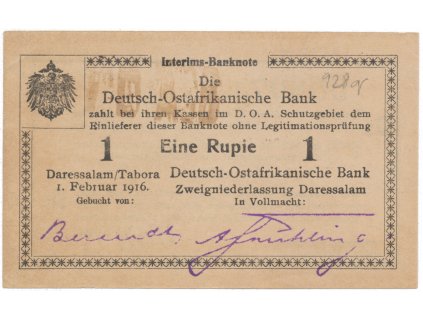 Interims-Banknote
928gr
Die
Deutsch-Ostafrikanische Bank
zahlt bei ihren Kassen im D. O. A. Schutzgebiet dem
Einlieferer dieser Banknote ohne Legitimationsprüfung
1 Eine Rupie 1
Daressalam/Tabora
1. Februar 1916.
Gebucht von:
Deutsch-Ostafrikanische Bank
Zweigniederlassung Daressalam
In Vollmacht: